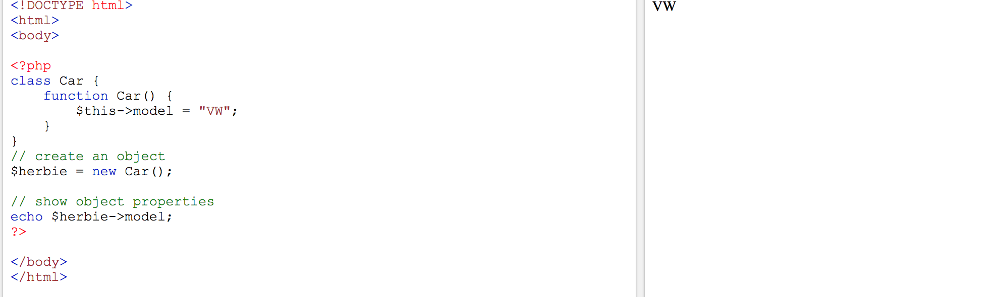 <!DOCTYPE html>
<html>
<body>
<?php
class Car {
    function Car() {
        $this->model = "VW";
    }
}
// create an object
$herbie = new Car();
// show object properties
echo $herbie->model;
?>
</body>
</html>
VW